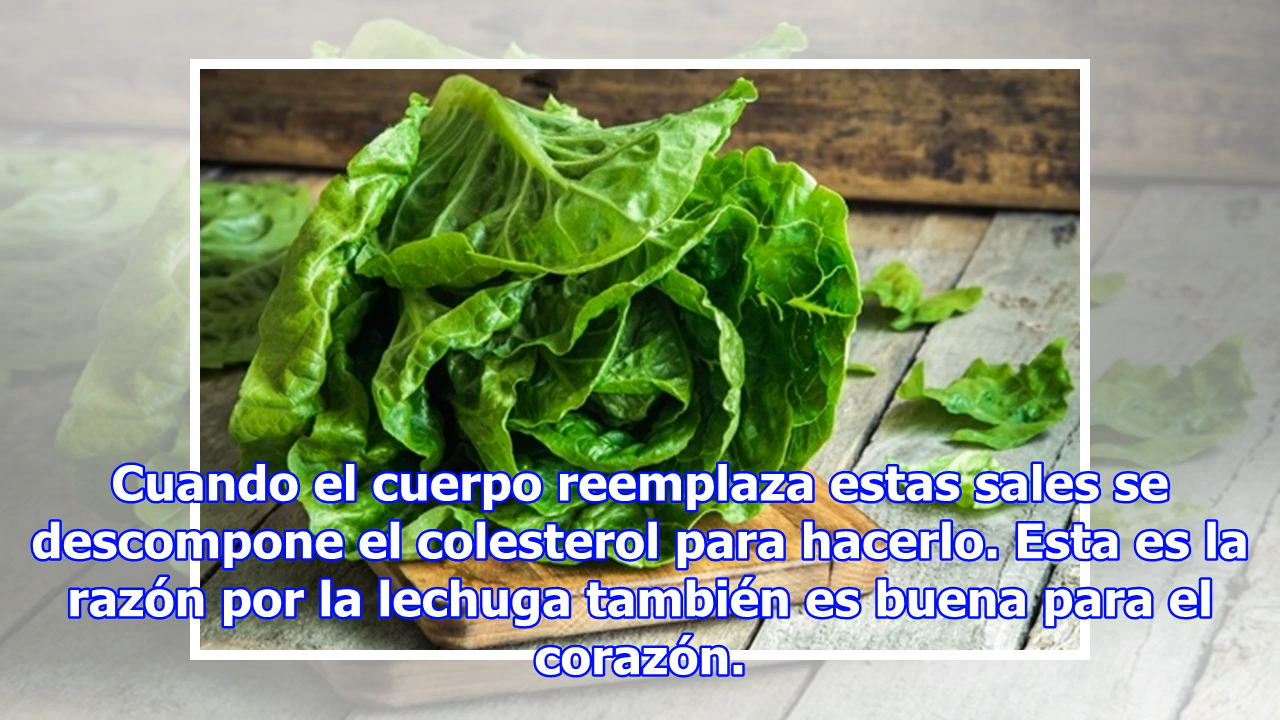 Cuando el cuerpo reemplaza estas sales se
descompone el colesterol para hacerlo. Esta es la
razón por la lechuga también es buena para el
corazón.